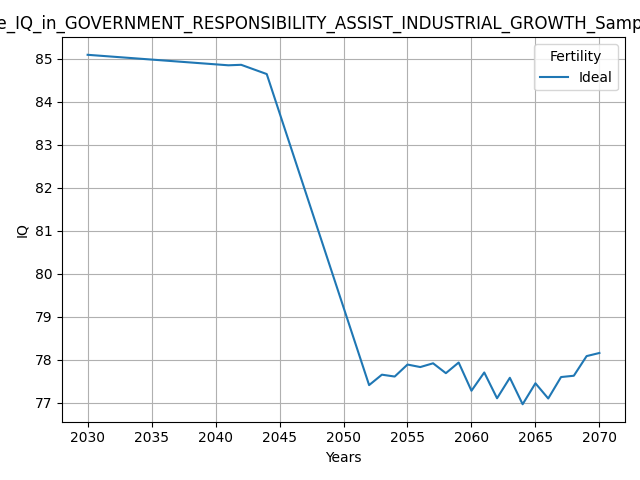 e_IQ_in_GOVERNMENT_RESPONSIBILITY_ASSIST_INDUSTRIAL_GROWTH_Samp
Fertility
Ideal
85
84
83
82
81
80
79
78
77
IQ
2030 2035 2040 2045 2050 2055 2060 2065 2070
Years